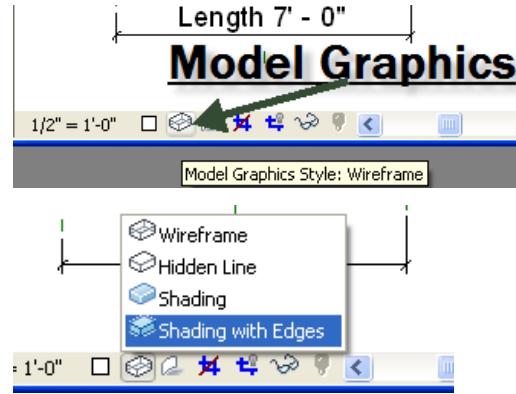 Length 7' - 0"
Model Graphics
1/2" = 1'-0"
Model Graphics Style: Wireframe
Wireframe
Hidden Line
Shading
Shading with Edges
= 1'-0"